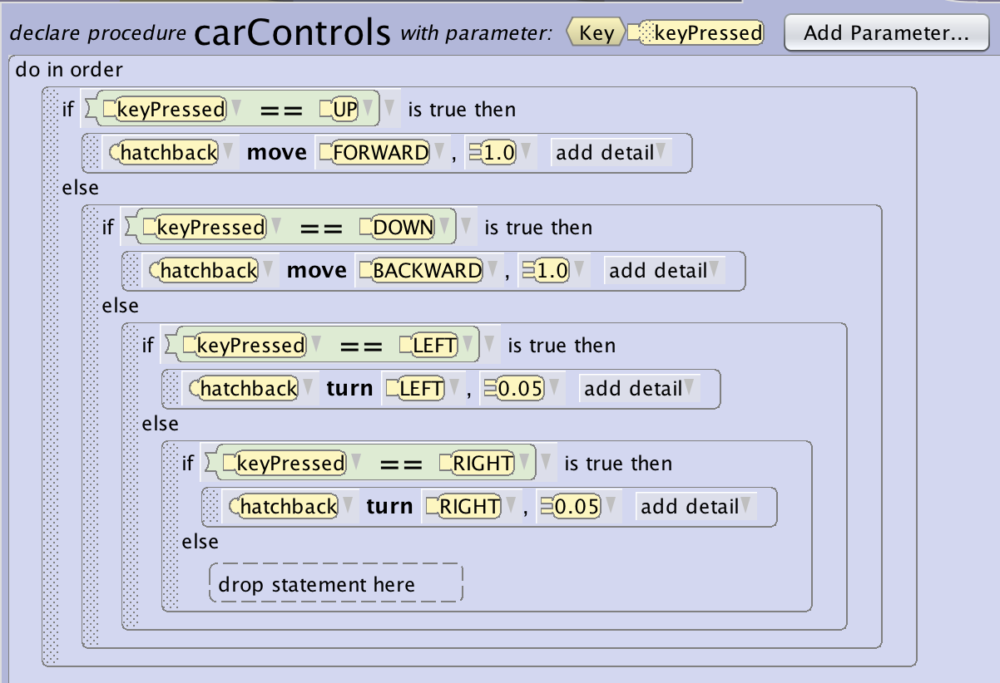 declare procedure carControls with parameter: Key keyPressed Add Parameter...
do in order
if keyPressed == UP is true then
hatchback move FORWARD , 1.0 add detail
else
if keyPressed == DOWN is true then
hatchback move BACKWARD , 1.0 add detail
else
if keyPressed == LEFT is true then
hatchback turn LEFT , 0.05 add detail
else
if keyPressed == RIGHT is true then
hatchback turn RIGHT , 0.05 add detail
else
drop statement here